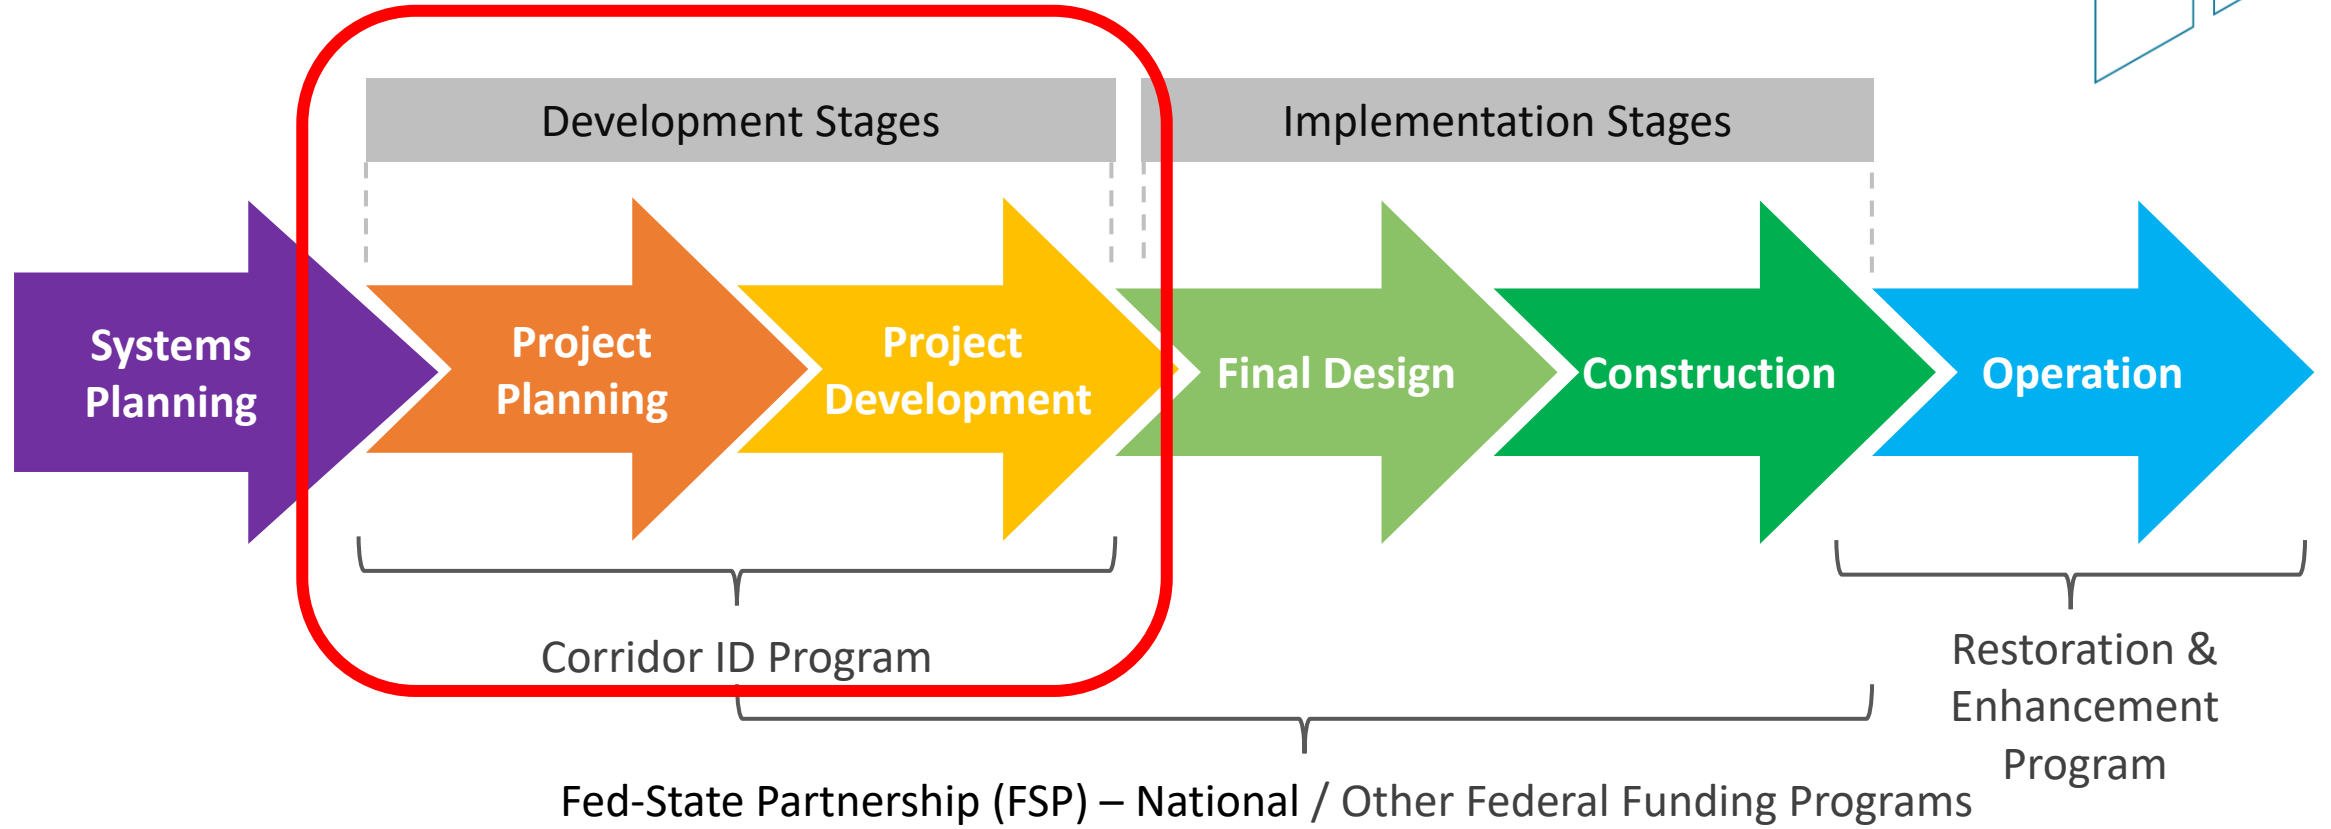 Development Stages
Implementation Stages
Systems
Planning
Project
Planning
Project
Development
Final Design
Construction
Operation
Corridor ID Program
Restoration &
Enhancement
Program
Fed-State Partnership (FSP) – National / Other Federal Funding Programs